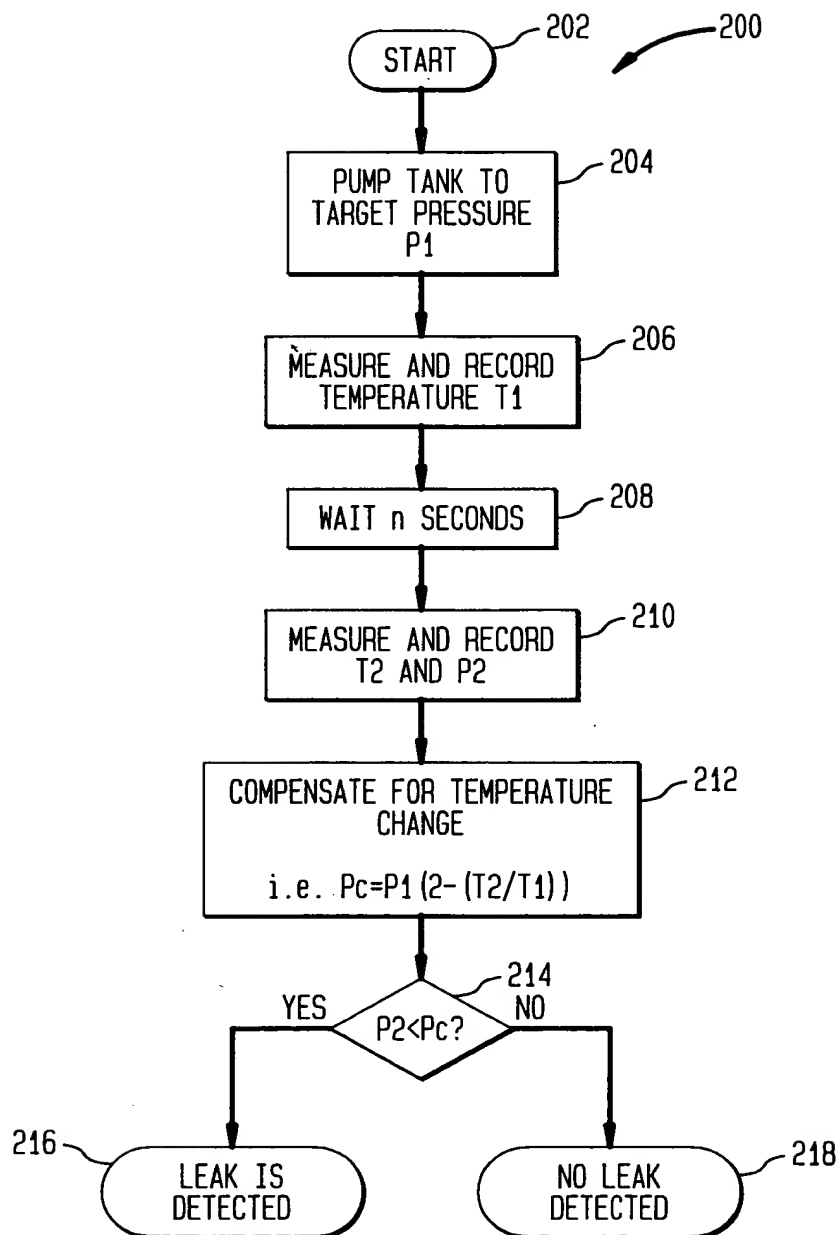 202
200
START
204
PUMP TANK TO
TARGET PRESSURE
P1
206
MEASURE AND RECORD
TEMPERATURE T1
208
WAIT n SECONDS
210
MEASURE AND RECORD
T2 AND P2
212
COMPENSATE FOR TEMPERATURE
CHANGE
i.e. Pc=P1(2-(T2/T1))
214
YES
NO
P2<Pc?
216
LEAK IS
DETECTED
218
NO LEAK
DETECTED